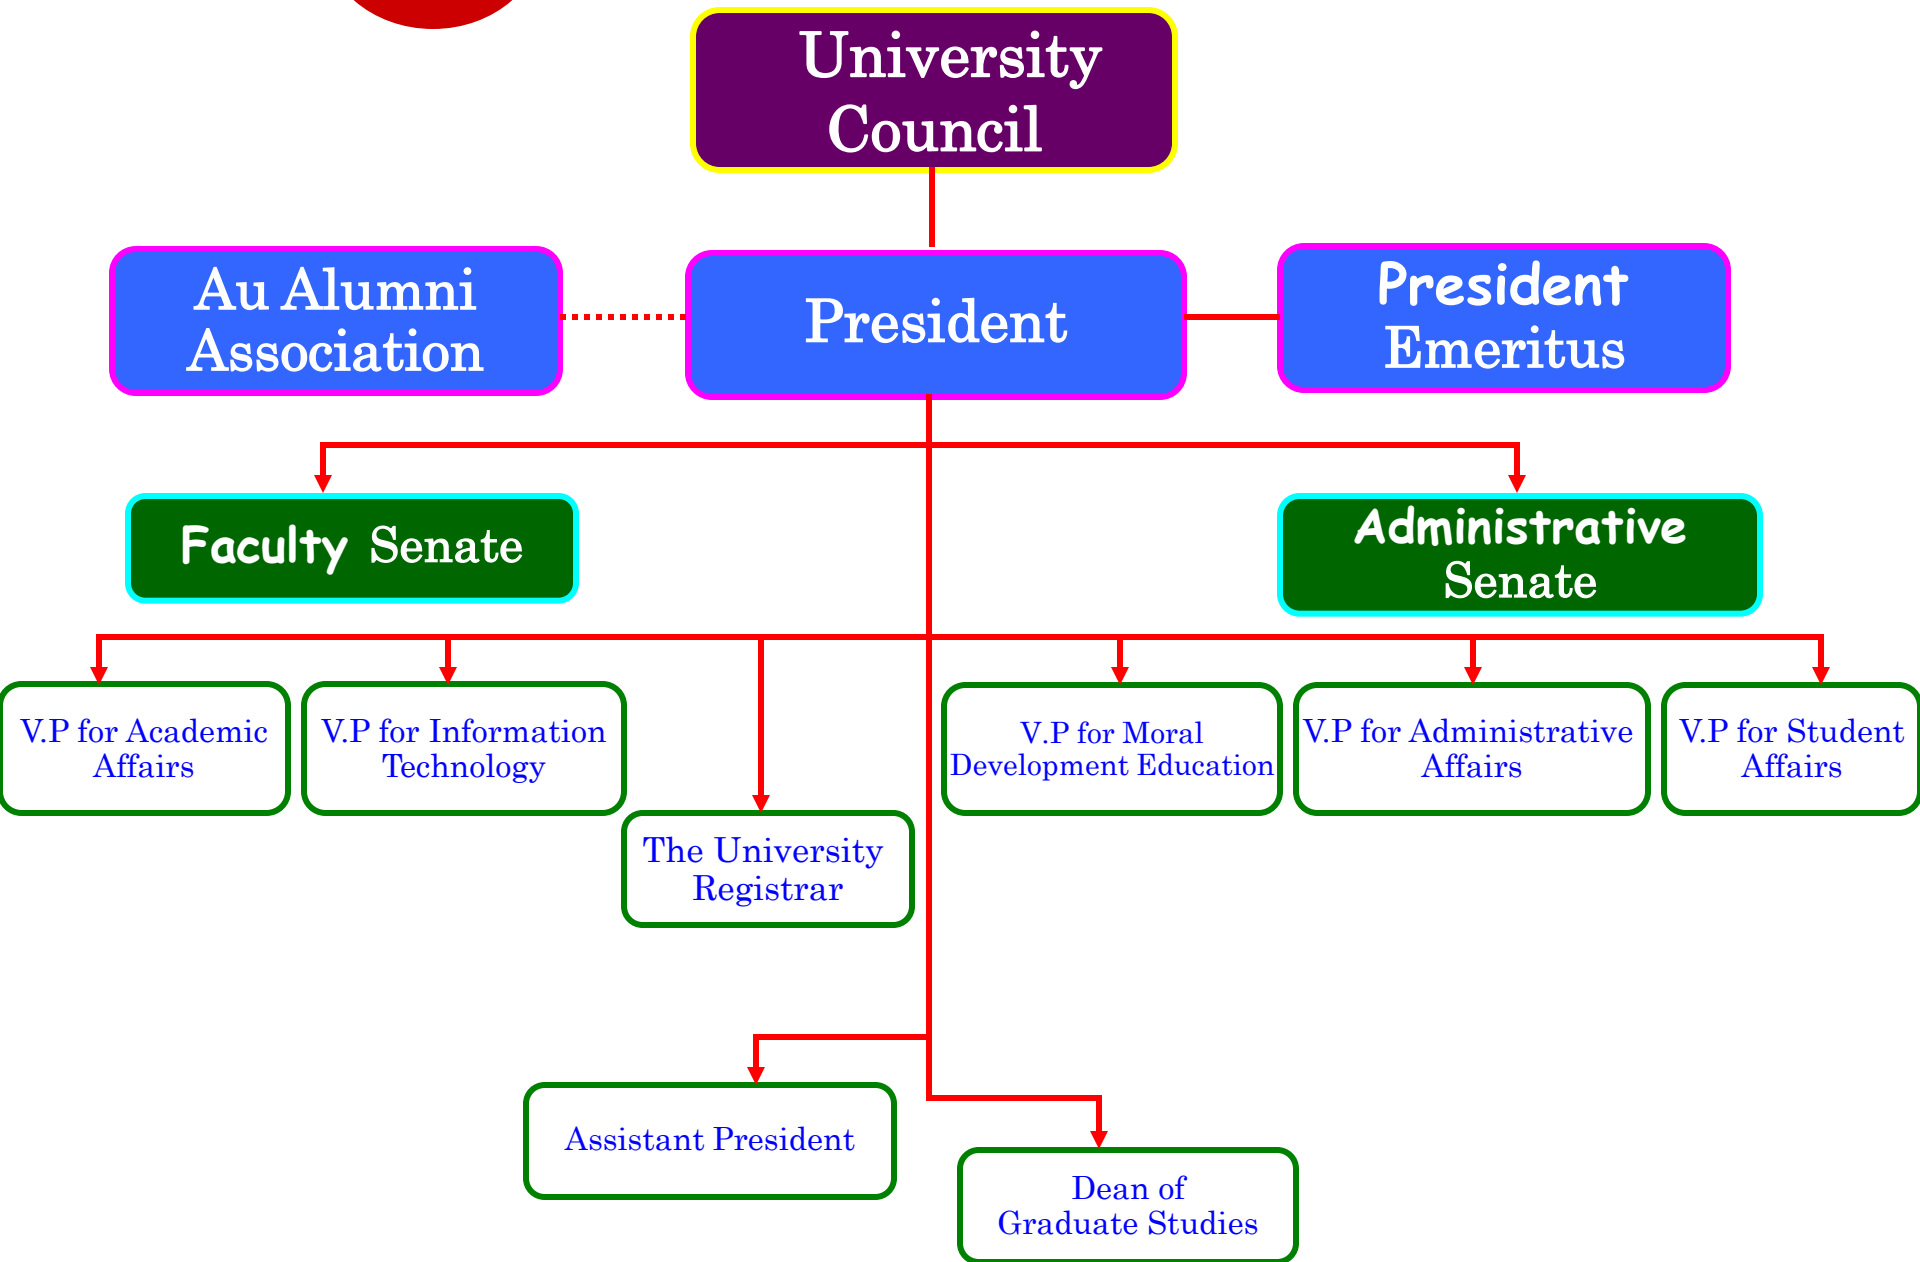 University
Council
Au Alumni
Association
President
President
Emeritus
Faculty Senate
Administrative
Senate
V.P for Academic
Affairs
V.P for Information
Technology
The University
Registrar
V.P for Moral
Development Education
V.P for Administrative
Affairs
V.P for Student
Affairs
Assistant President
Dean of
Graduate Studies